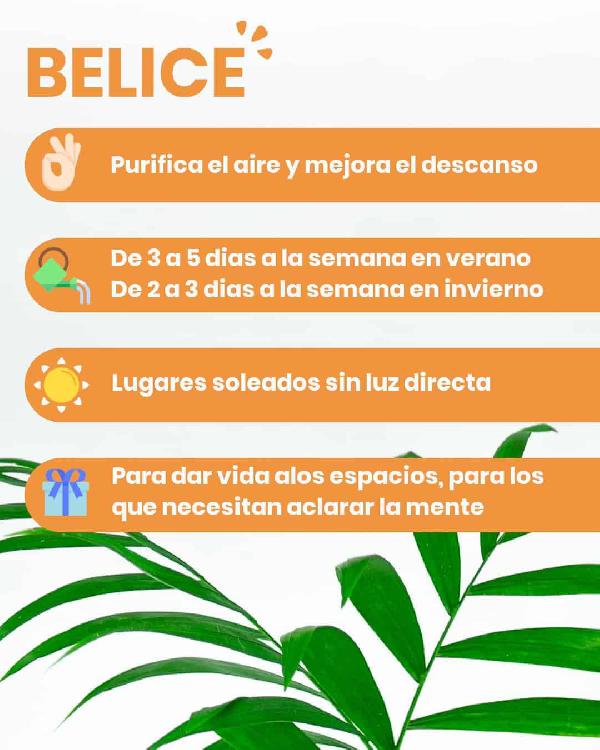 BELICE
Purifica el aire y mejora el descanso
De 3 a 5 dias a la semana en verano
De 2 a 3 dias a la semana en invierno
Lugares soleados sin luz directa
Para dar vida alos espacios, para los
que necesitan aclarar la mente